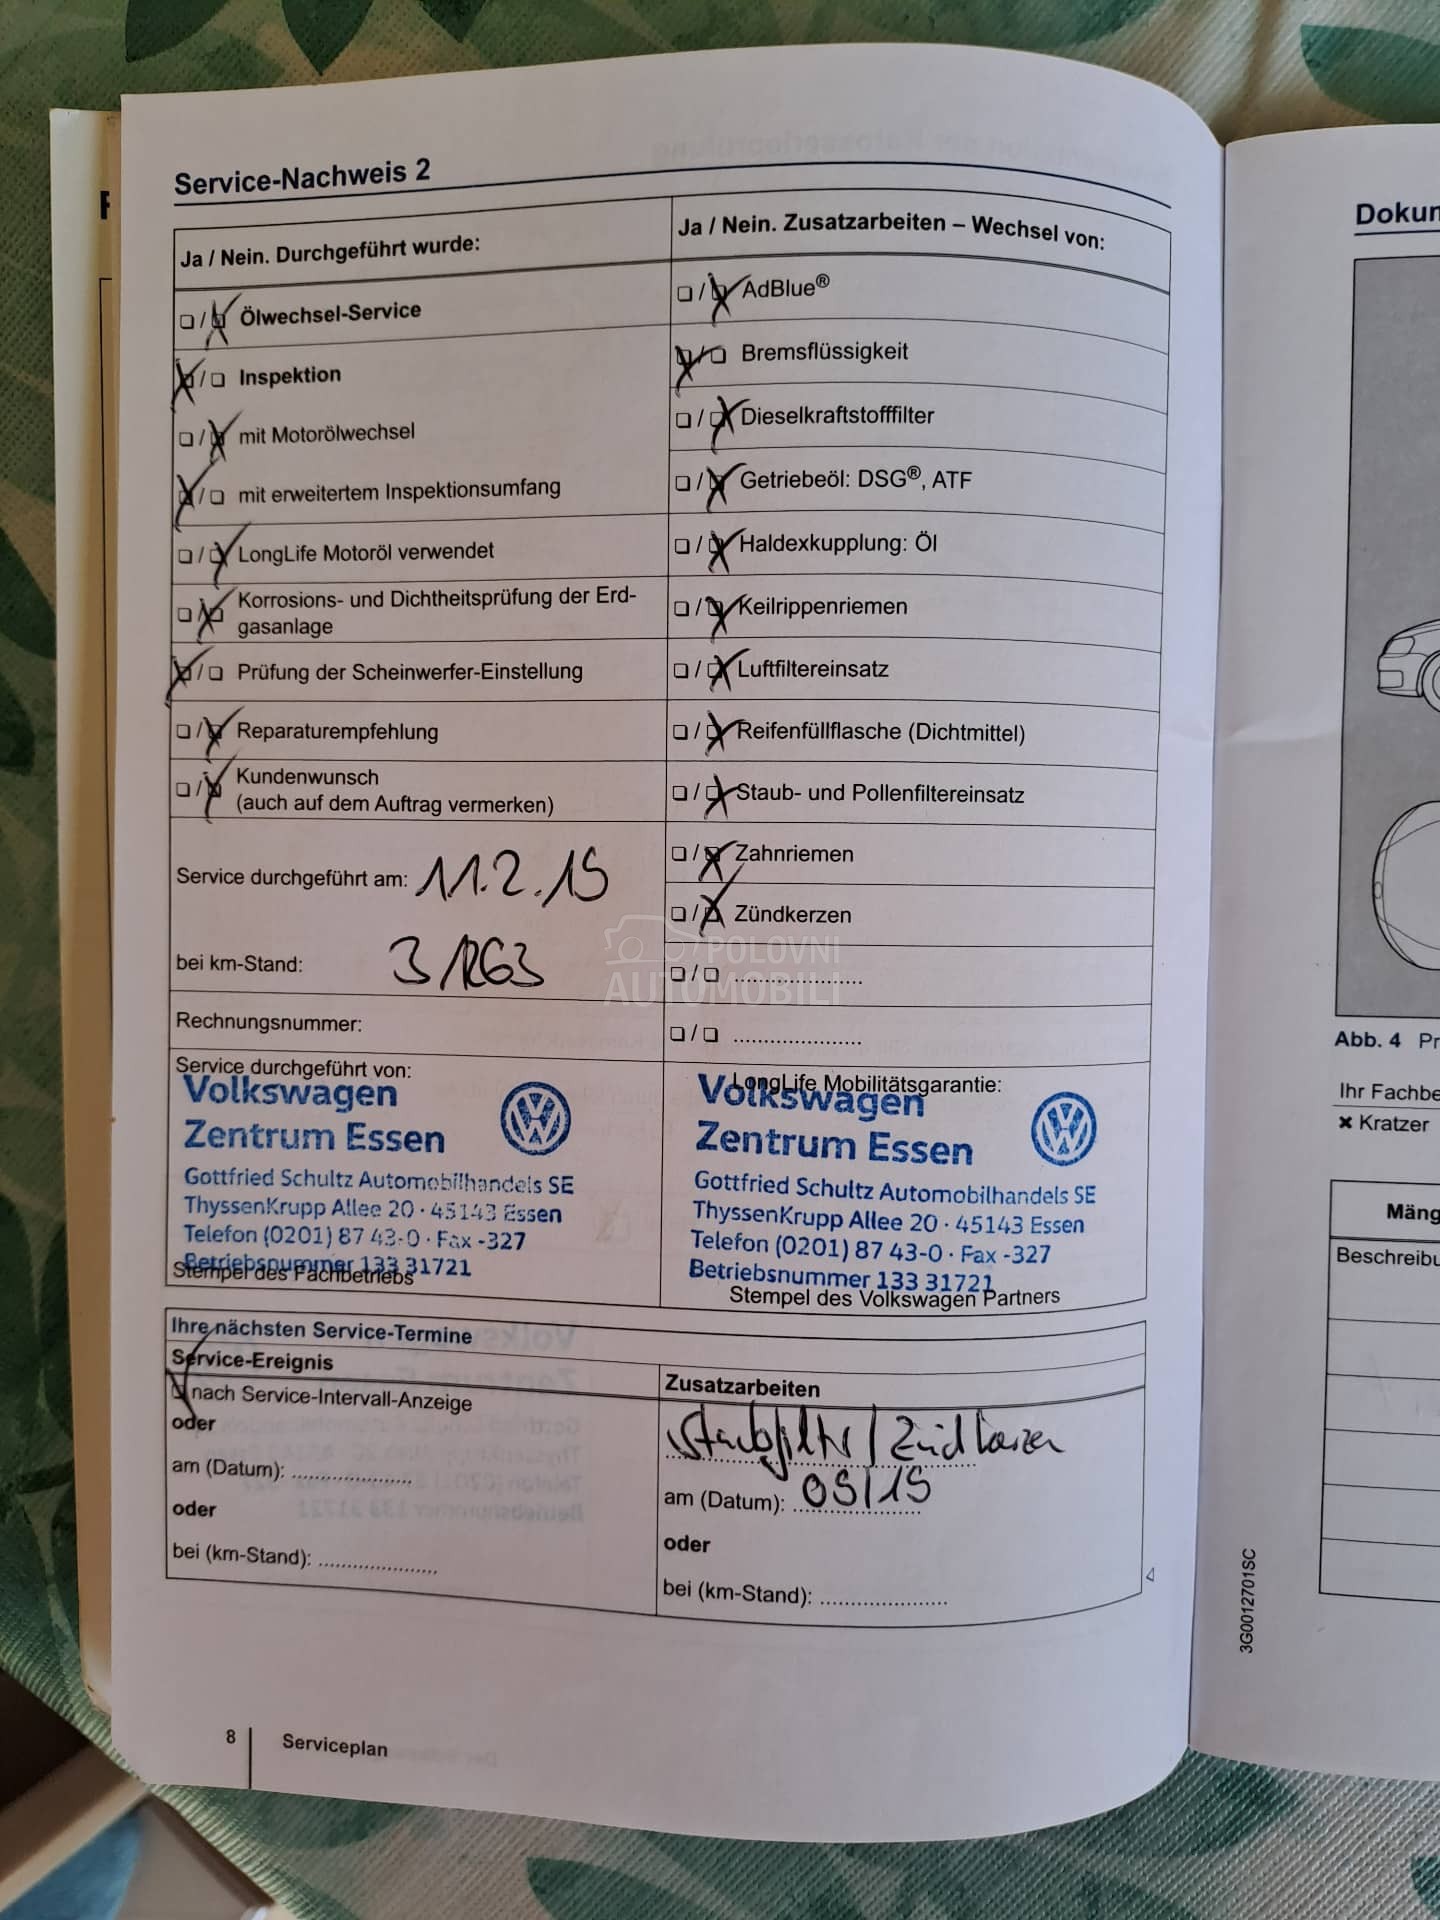 Service-Nachweis 2
Ja / Nein. Durchgeführt wurde:
❏ / ❏ Ölwechsel-Service
❏ / ❏ Inspektion
❏ / ❏ mit Motorölwechsel
❏ / ❏ mit erweitertem Inspektionsumfang
❏ / ❏ LongLife Motoröl verwendet
❏ / ❏ Korrosions- und Dichtheitsprüfung der Erd-
gasanlage
❏ / ❏ Prüfung der Scheinwerfer-Einstellung
❏ / ❏ Reparaturempfehlung
❏ / ❏ Kundenwunsch
(auch auf dem Auftrag vermerken)
Service durchgeführt am: 11.2.15
bei km-Stand: 31263
Rechnungsnummer:
Service durchgeführt von:
Volkswagen
Zentrum Essen
Gottfried Schultz Automobilhandels SE
ThyssenKrupp Allee 20 · 45143 Essen
Telefon (0201) 87 43-0 · Fax -327
Betriebsnummer 133 31721
Stempel des Fachbetriebs
Ja / Nein. Zusatzarbeiten – Wechsel von:
❏ / ❏ AdBlue®
❏ / ❏ Bremsflüssigkeit
❏ / ❏ Dieselkraftstofffilter
❏ / ❏ Getriebeöl: DSG®, ATF
❏ / ❏ Haldexkupplung: Öl
❏ / ❏ Keilrippenriemen
❏ / ❏ Luftfiltereinsatz
❏ / ❏ Reifenfüllflasche (Dichtmittel)
❏ / ❏ Staub- und Pollenfiltereinsatz
❏ / ❏ Zahnriemen
❏ / ❏ Zündkerzen
❏ / ❏ .....................
❏ / ❏ .....................
LongLife Mobilitätsgarantie:
Volkswagen
Zentrum Essen
Gottfried Schultz Automobilhandels SE
ThyssenKrupp Allee 20 · 45143 Essen
Telefon (0201) 87 43-0 · Fax -327
Betriebsnummer 133 31721
Stempel des Volkswagen Partners
POLOVNI
AUTOMOBILI
Ihre nächsten Service-Termine
Service-Ereignis
❏ nach Service-Intervall-Anzeige
oder
am (Datum): ....................
oder
bei (km-Stand): ....................
Zusatzarbeiten
Staubfilter / Zündkerzen
am (Datum): 05/15
oder
bei (km-Stand): .....................
8
Serviceplan
3G0012701SC
Abb. 4
Ihr
✖ Kratzer